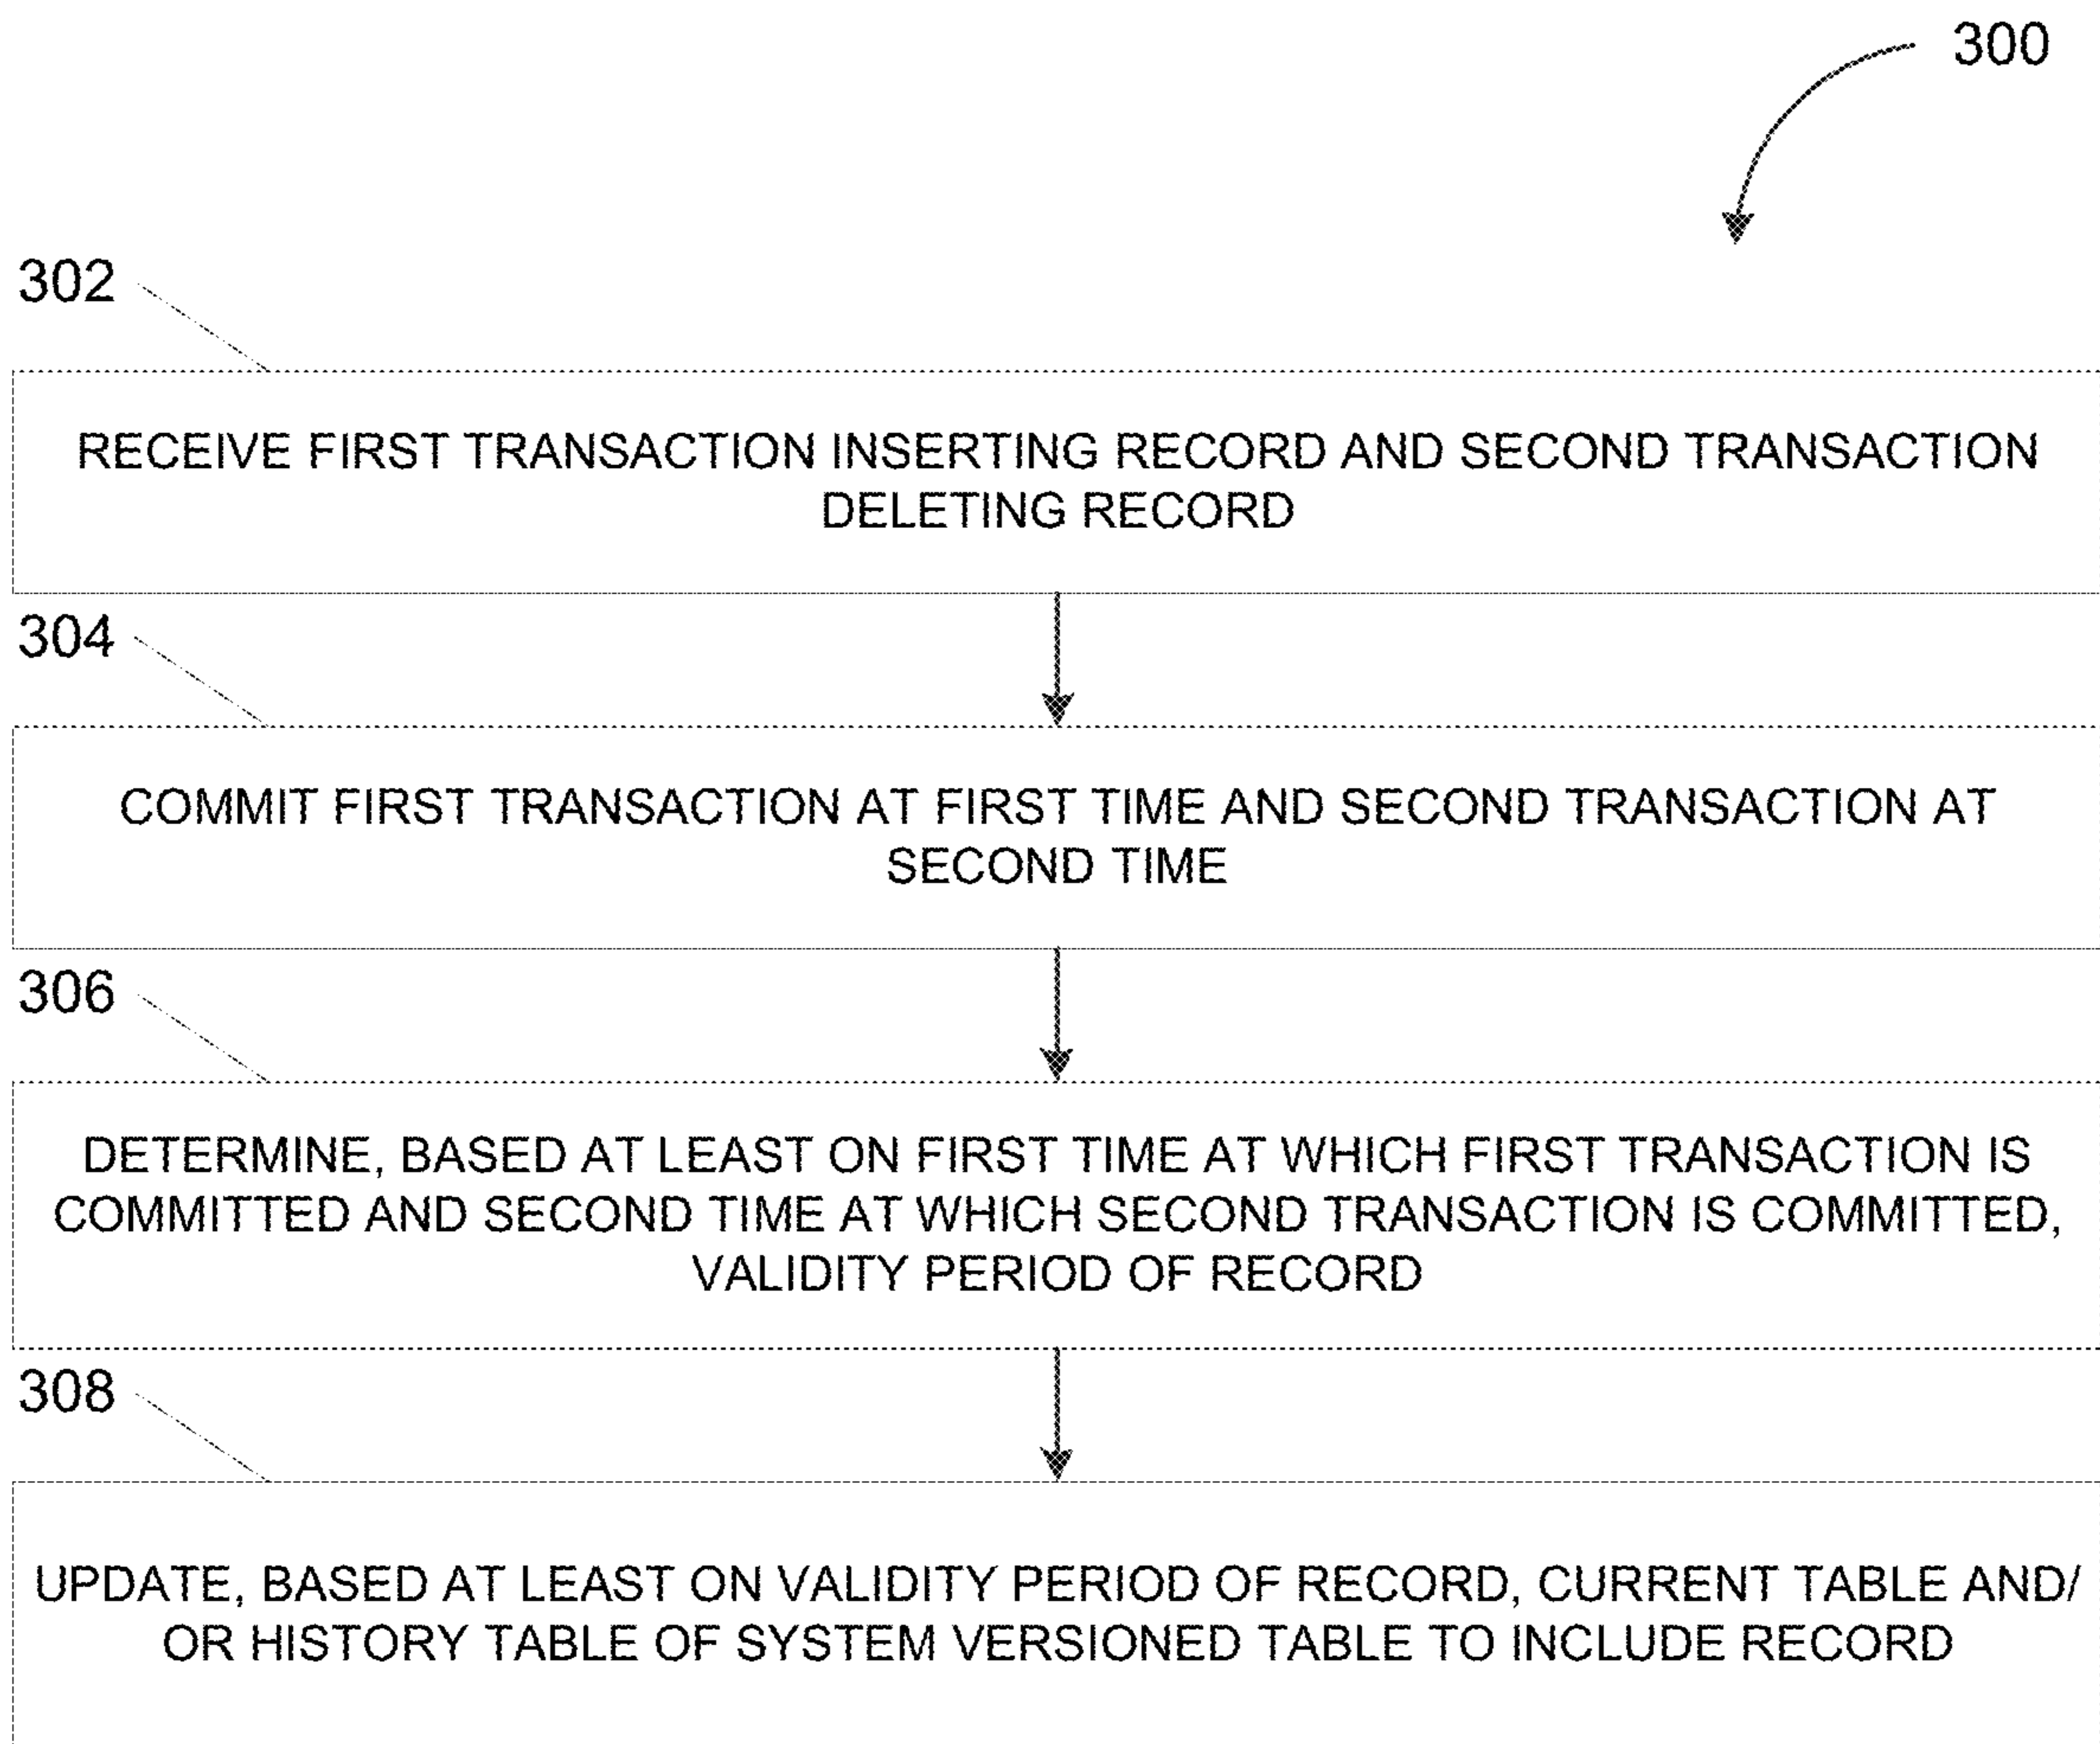 300
302
RECEIVE FIRST TRANSACTION INSERTING RECORD AND SECOND TRANSACTION
DELETING RECORD
304
COMMIT FIRST TRANSACTION AT FIRST TIME AND SECOND TRANSACTION AT
SECOND TIME
306
DETERMINE, BASED AT LEAST ON FIRST TIME AT WHICH FIRST TRANSACTION IS
COMMITTED AND SECOND TIME AT WHICH SECOND TRANSACTION IS COMMITTED,
VALIDITY PERIOD OF RECORD
308
UPDATE, BASED AT LEAST ON VALIDITY PERIOD OF RECORD, CURRENT TABLE AND/
OR HISTORY TABLE OF SYSTEM VERSIONED TABLE TO INCLUDE RECORD